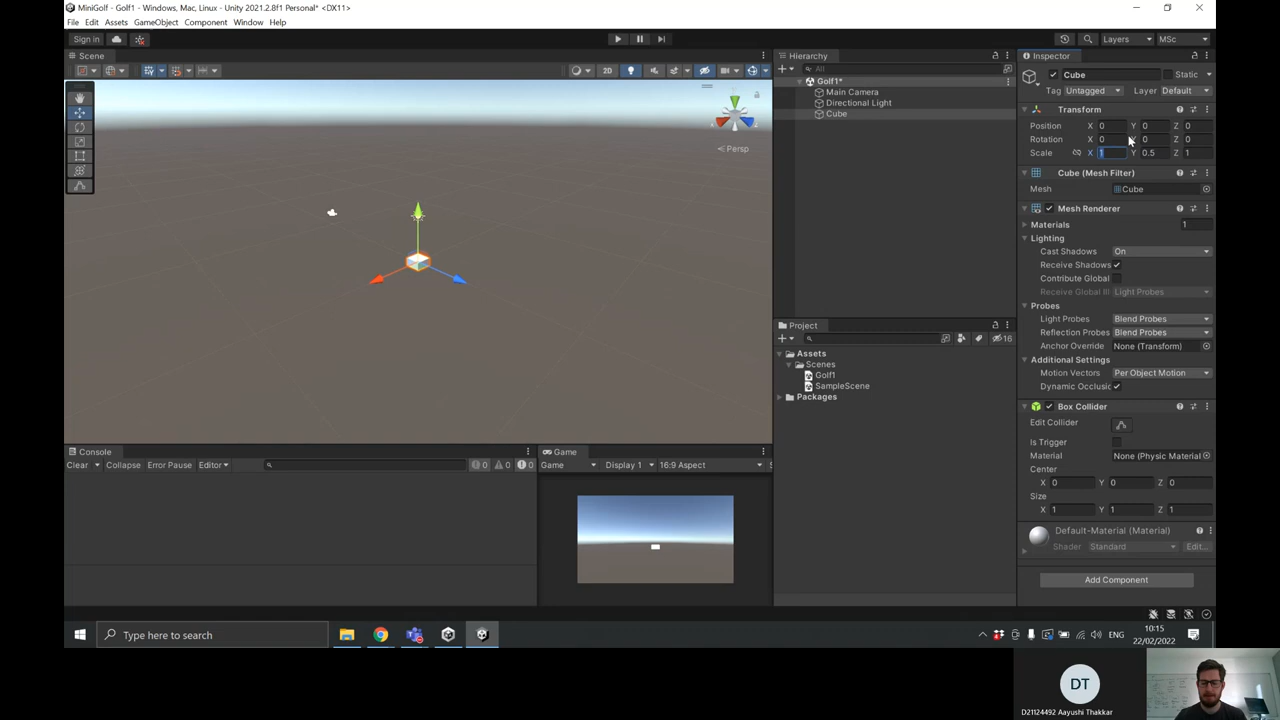 MiniGolf - Golf1 - Windows, Mac, Linux - Unity 2021.2.8f1 Personal* <DX11>
File Edit Assets GameObject Component Window Help
Sign in Layers MSc
Scene
2D
Persp
Hierarchy
All
Golf1*
Main Camera
Directional Light
Cube
Project
16
Assets
Scenes
Golf1
SampleScene
Packages
Inspector
Cube Static
Tag Untagged Layer Default
Transform
Position X 0 Y 0 Z 0
Rotation X 0 0 Z 0
Scale X 1 Y 0.5 Z 1
Cube (Mesh Filter)
Mesh Cube
Mesh Renderer
Materials 1
Lighting
Cast Shadows On
Receive Shadows
Contribute Global
Receive Global Ill Light Probes
Probes
Light Probes Blend Probes
Reflection Probes Blend Probes
Anchor Override None (Transform)
Additional Settings
Motion Vectors Per Object Motion
Dynamic Occlusic
Box Collider
Edit Collider
Is Trigger
Material None (Physic Material
Center
X 0 Y 0 Z 0
Size
X 1 Y 1 Z 1
Default-Material (Material)
Shader Standard Edit...
Add Component
Console
Clear Collapse Error Pause Editor 0 0 0
Game
Game Display 1 16:9 Aspect S
Type here to search
ENG
10:15
22/02/2022
DT
D21124492 Aayushi Thakkar